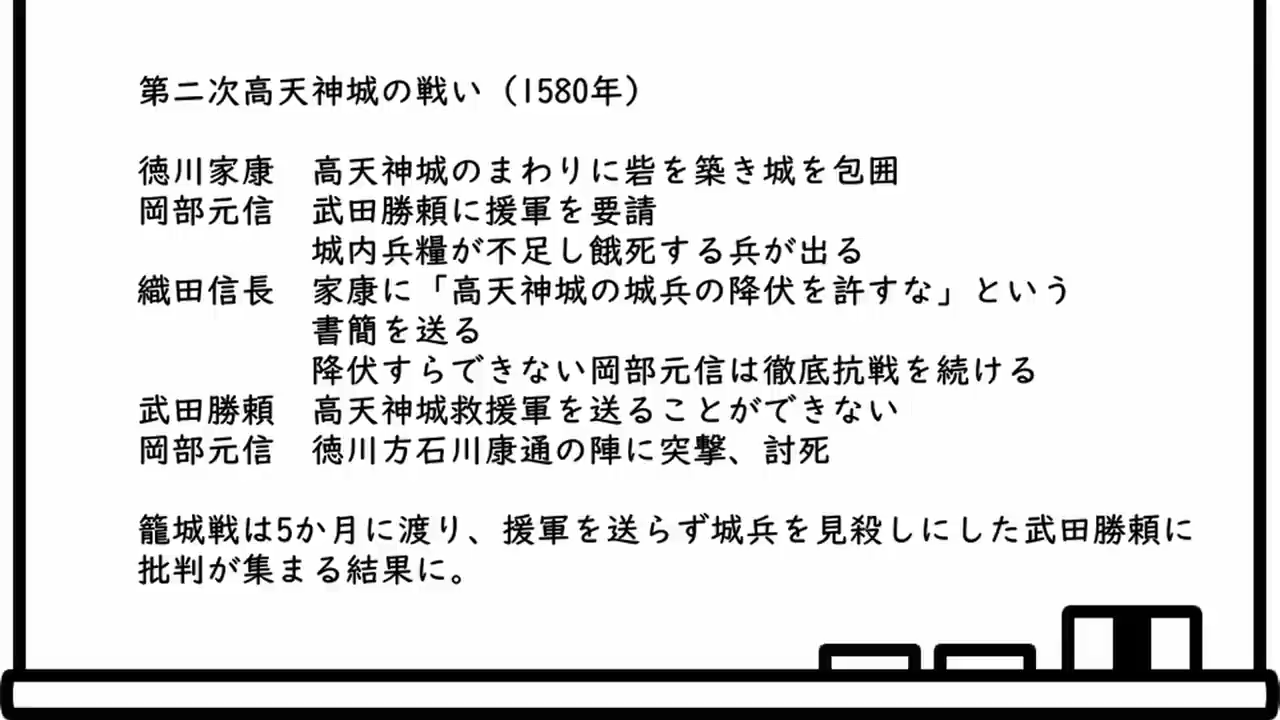 第二次高天神城の戦い（1580年）
徳川家康　高天神城のまわりに砦を築き城を包囲
岡部元信　武田勝頼に援軍を要請
城内兵糧が不足し餓死する兵が出る
織田信長　家康に「高天神城の城兵の降伏を許すな」という
書簡を送る
降伏すらできない岡部元信は徹底抗戦を続ける
武田勝頼　高天神城救援軍を送ることができない
岡部元信　徳川方石川康通の陣に突撃、討死
籠城戦は5か月に渡り、援軍を送らず城兵を見殺しにした武田勝頼に
批判が集まる結果に。